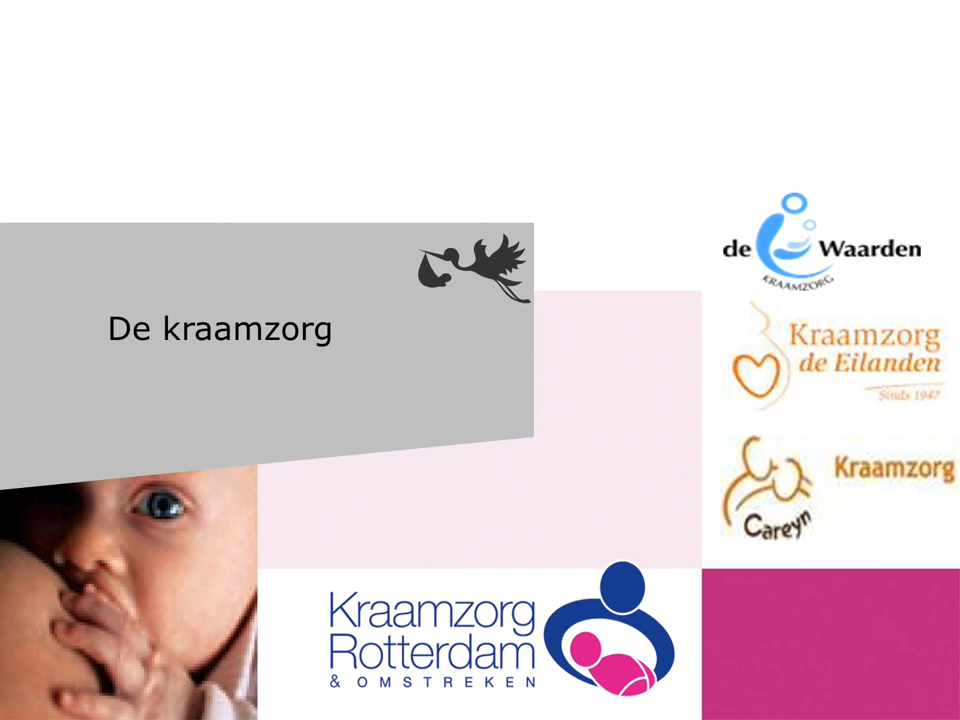 De kraamzorg
de Waarden
KRAAMZORG
Kraamzorg
de Eilanden
Sinds 1947
Kraamzorg
Careyn
Kraamzorg
Rotterdam
& OMSTREKEN